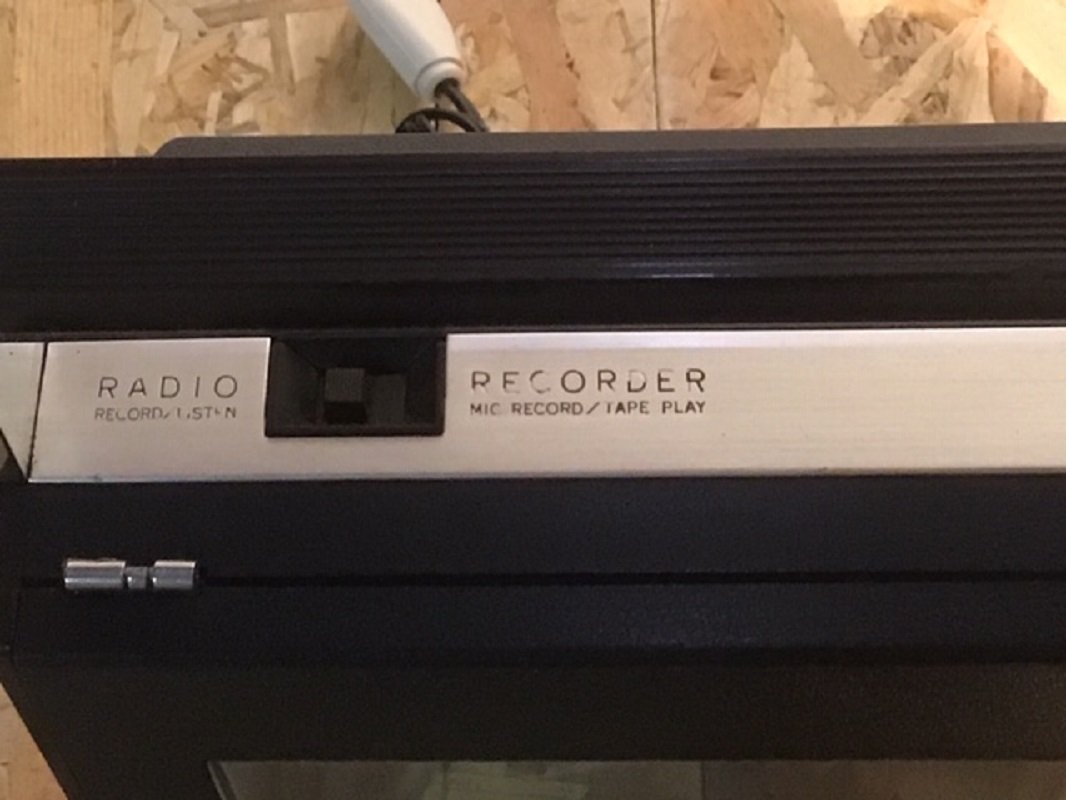 RADIO
RECORD/LISTEN
RECORDER
MIC RECORD/TAPE PLAY